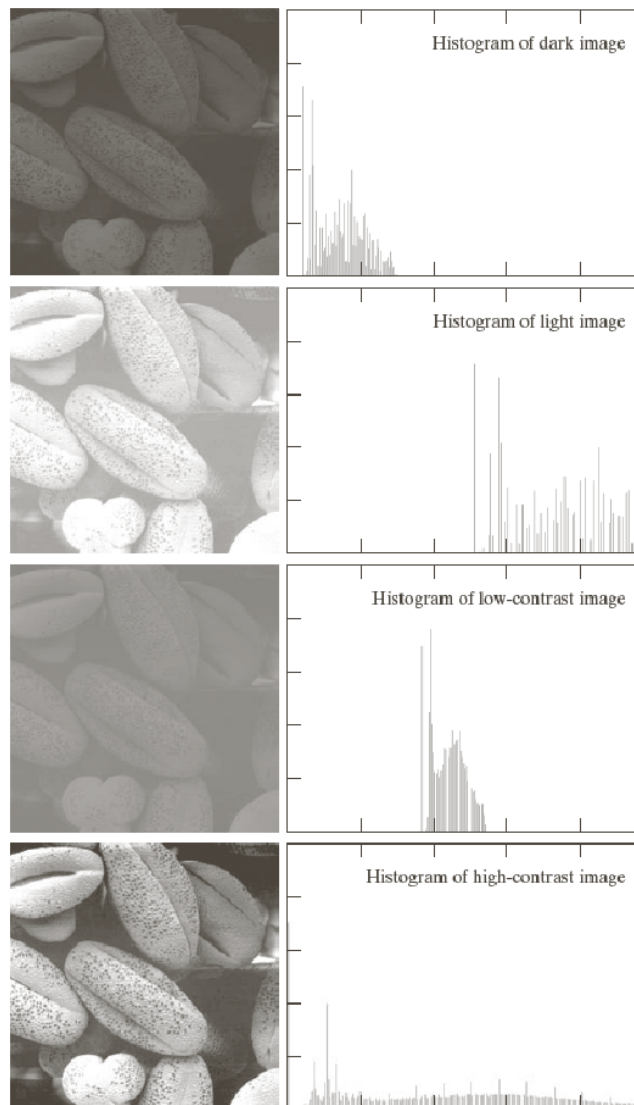 Histogram of dark image
Histogram of light image
Histogram of low-contrast image
Histogram of high-contrast image